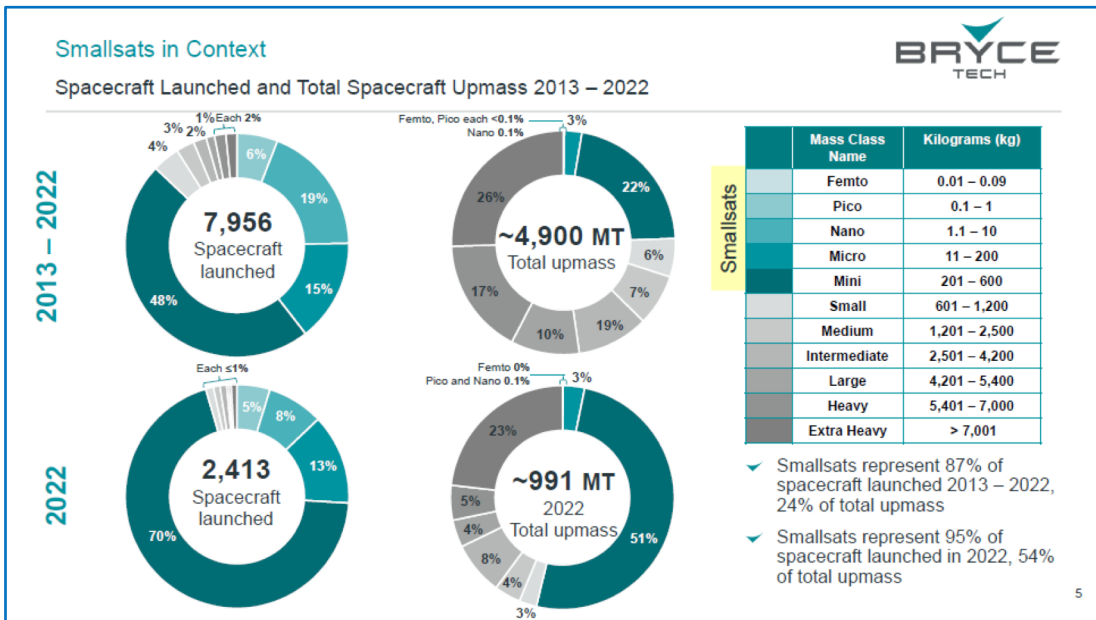 Smallsats in Context
BRYCE
TECH
Spacecraft Launched and Total Spacecraft Upmass 2013 – 2022
2013 – 2022
1% Each 2%
3%
2%
4%
6%
19%
15%
48%
7,956
Spacecraft
launched
Femto, Pico each <0.1%
Nano 0.1%
3%
22%
6%
7%
19%
10%
17%
26%
~4,900 MT
Total upmass
2022
Each ≤1%
5%
8%
13%
70%
2,413
Spacecraft
launched
Femto 0%
Pico and Nano 0.1%
3%
51%
3%
4%
8%
4%
5%
23%
~991 MT
2022
Total upmass
Smallsats
Mass Class Name Kilograms (kg)
Femto 0.01 – 0.09
Pico 0.1 – 1
Nano 1.1 – 10
Micro 11 – 200
Mini 201 – 600
Small 601 – 1,200
Medium 1,201 – 2,500
Intermediate 2,501 – 4,200
Large 4,201 – 5,400
Heavy 5,401 – 7,000
Extra Heavy > 7,001
Smallsats represent 87% of
spacecraft launched 2013 – 2022,
24% of total upmass
Smallsats represent 95% of
spacecraft launched in 2022, 54%
of total upmass
5